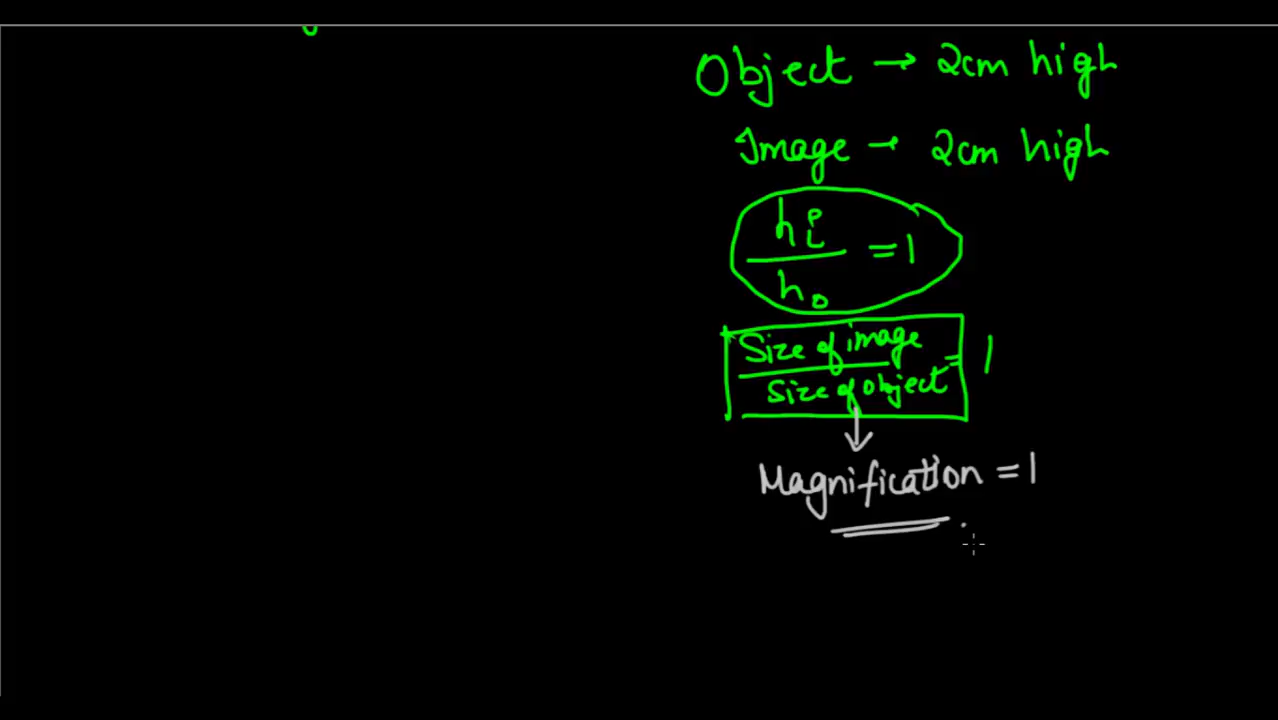 Object → 2cm high
Image → 2cm high
hi
ho
= 1
Size of image
Size of object
= 1
↓
Magnification = 1